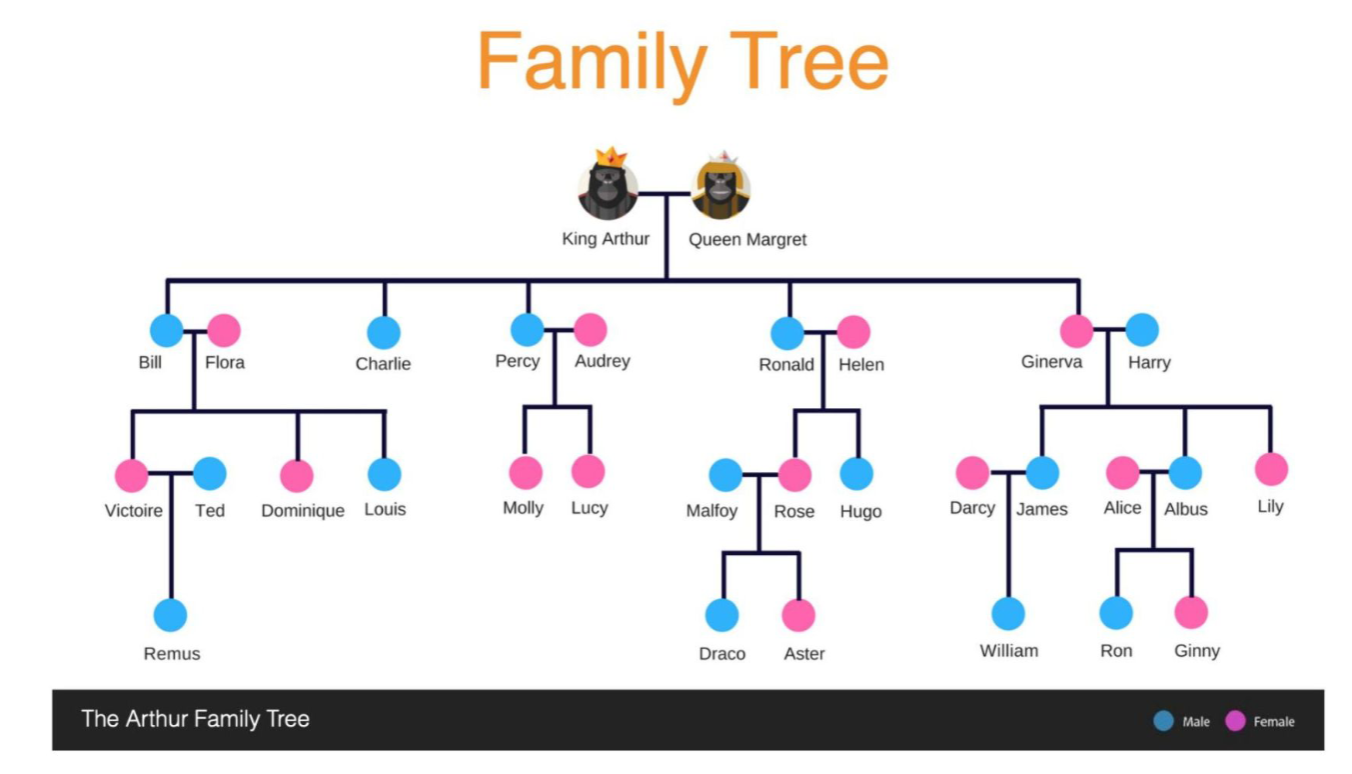 Family Tree
King Arthur Queen Margret
Bill Flora Charlie Percy Audrey Ronald Helen Ginerva Harry
Victoire Ted Dominique Louis Molly Lucy Malfoy Rose Hugo Darcy James Alice Albus Lily
Remus Draco Aster William Ron Ginny
The Arthur Family Tree Male Female